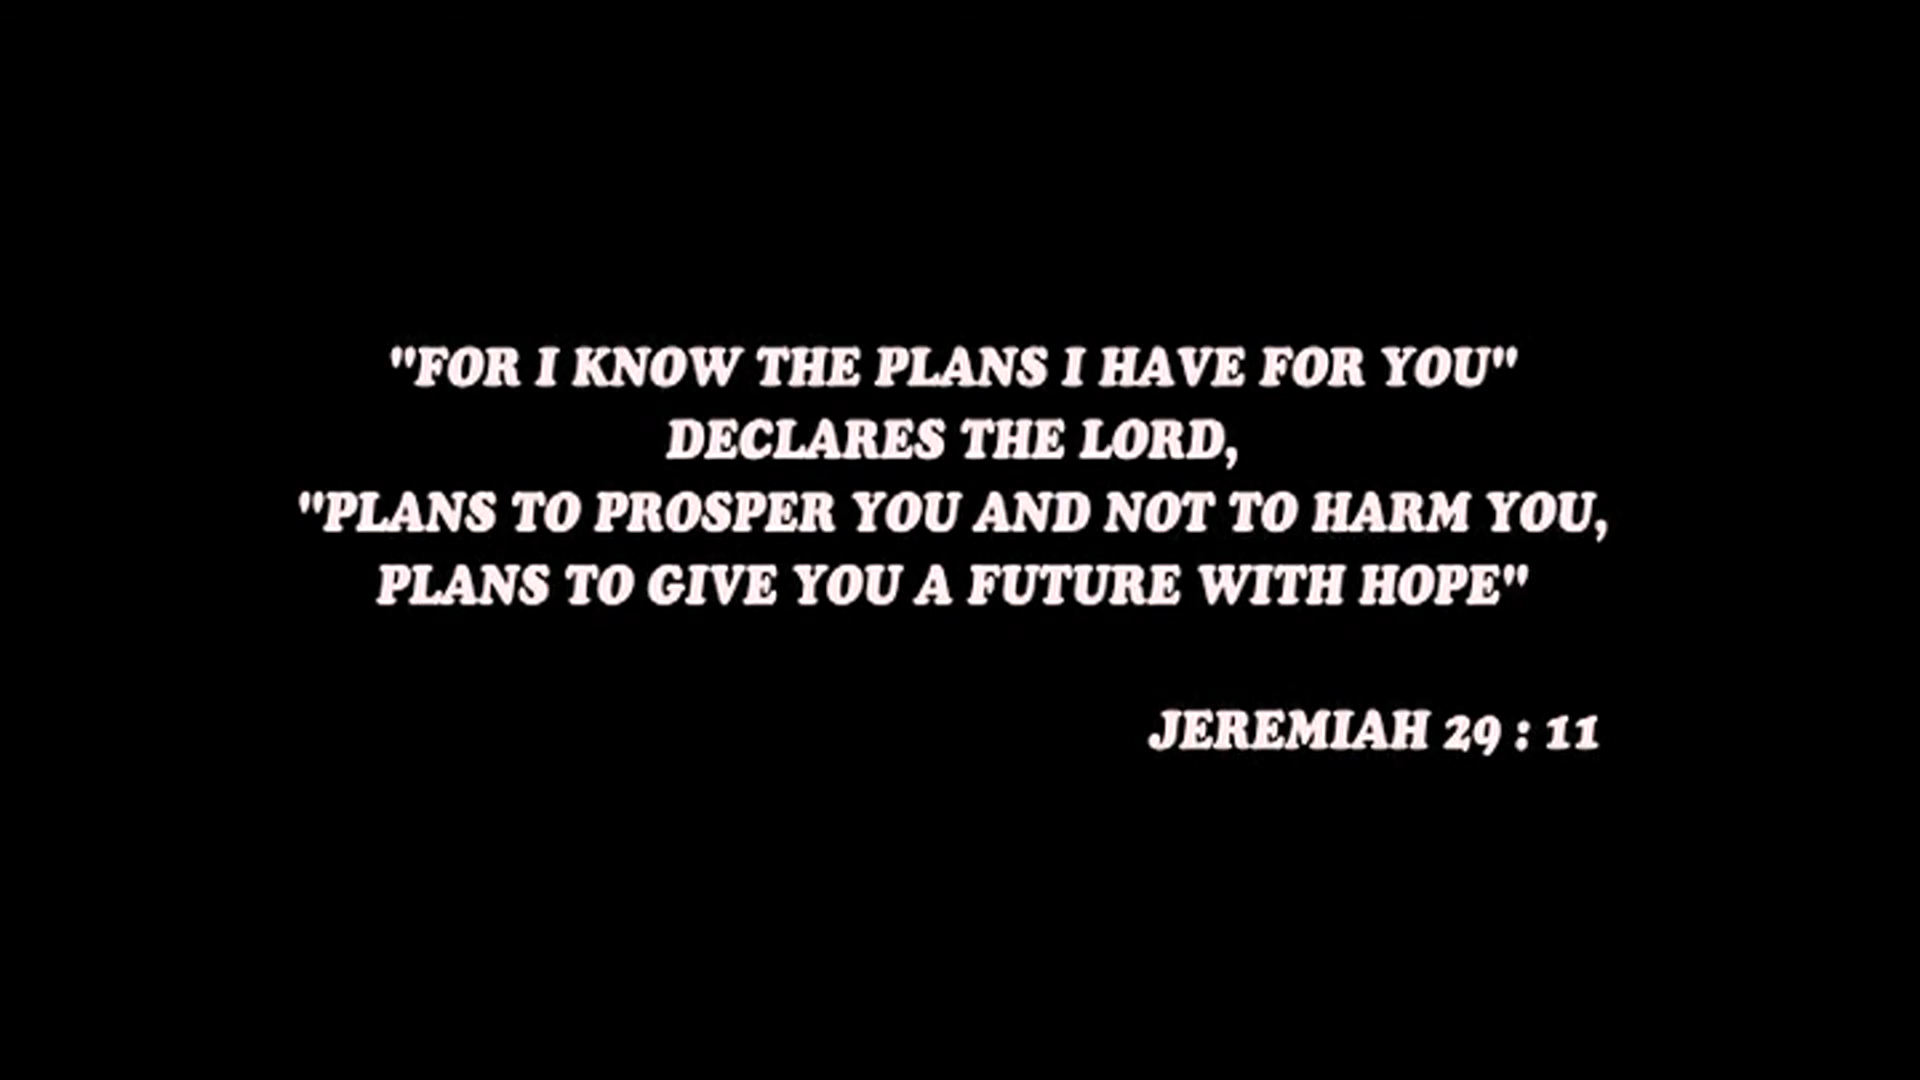 "FOR I KNOW THE PLANS I HAVE FOR YOU"
DECLARES THE LORD,
"PLANS TO PROSPER YOU AND NOT TO HARM YOU,
PLANS TO GIVE YOU A FUTURE WITH HOPE"
JEREMIAH 29 : 11